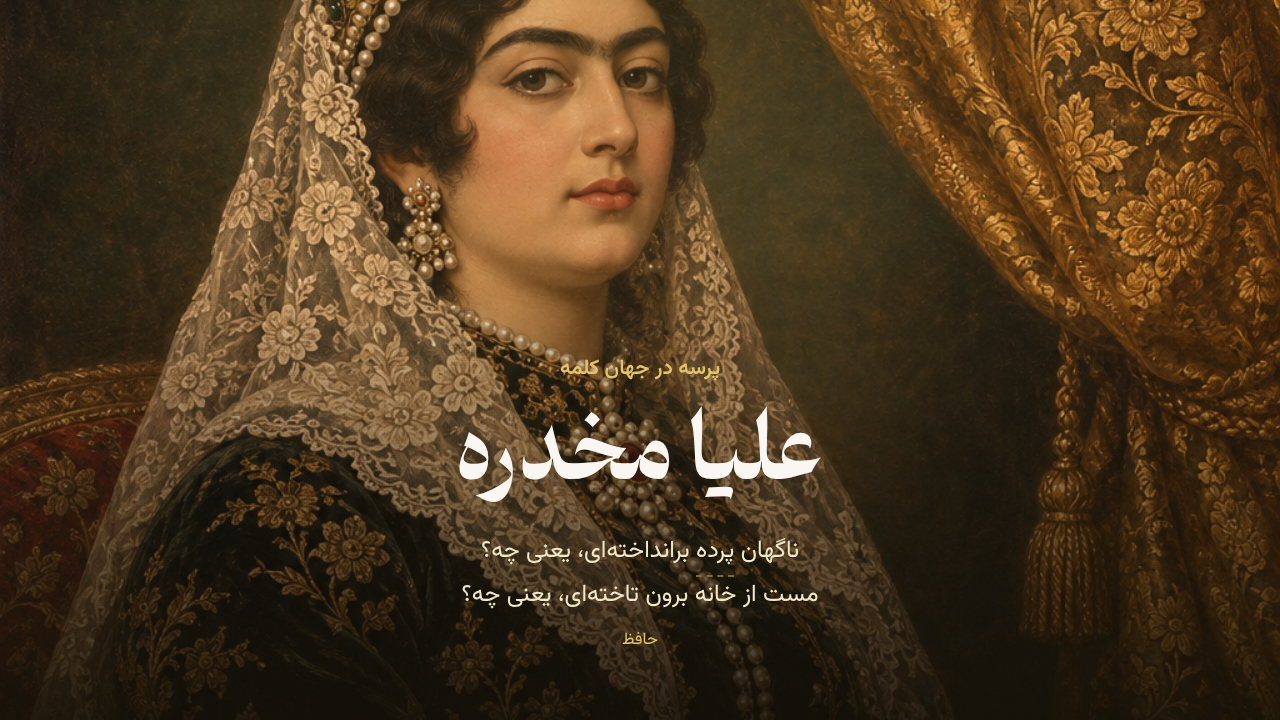 پرسه در جهان کلمه
علیا مخدره
ناگهان پرده برانداخته‌ای، یعنی چه؟
مست از خانه برون تاخته‌ای، یعنی چه؟
حافظ